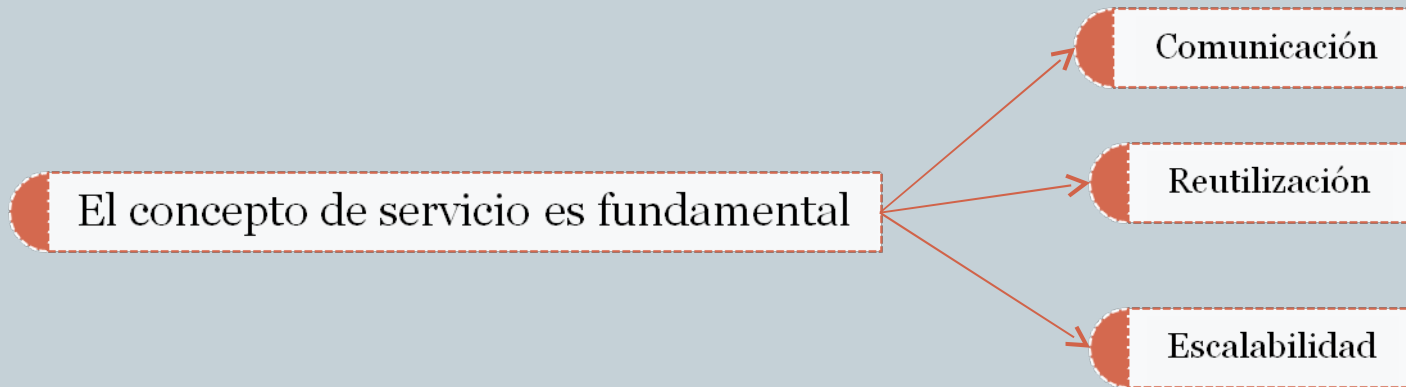 El concepto de servicio es fundamental
Comunicación
Reutilización
Escalabilidad